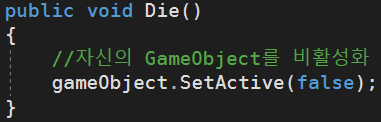 public void Die()
{
//자신의 GameObject를 비활성화
gameObject.SetActive(false);
}